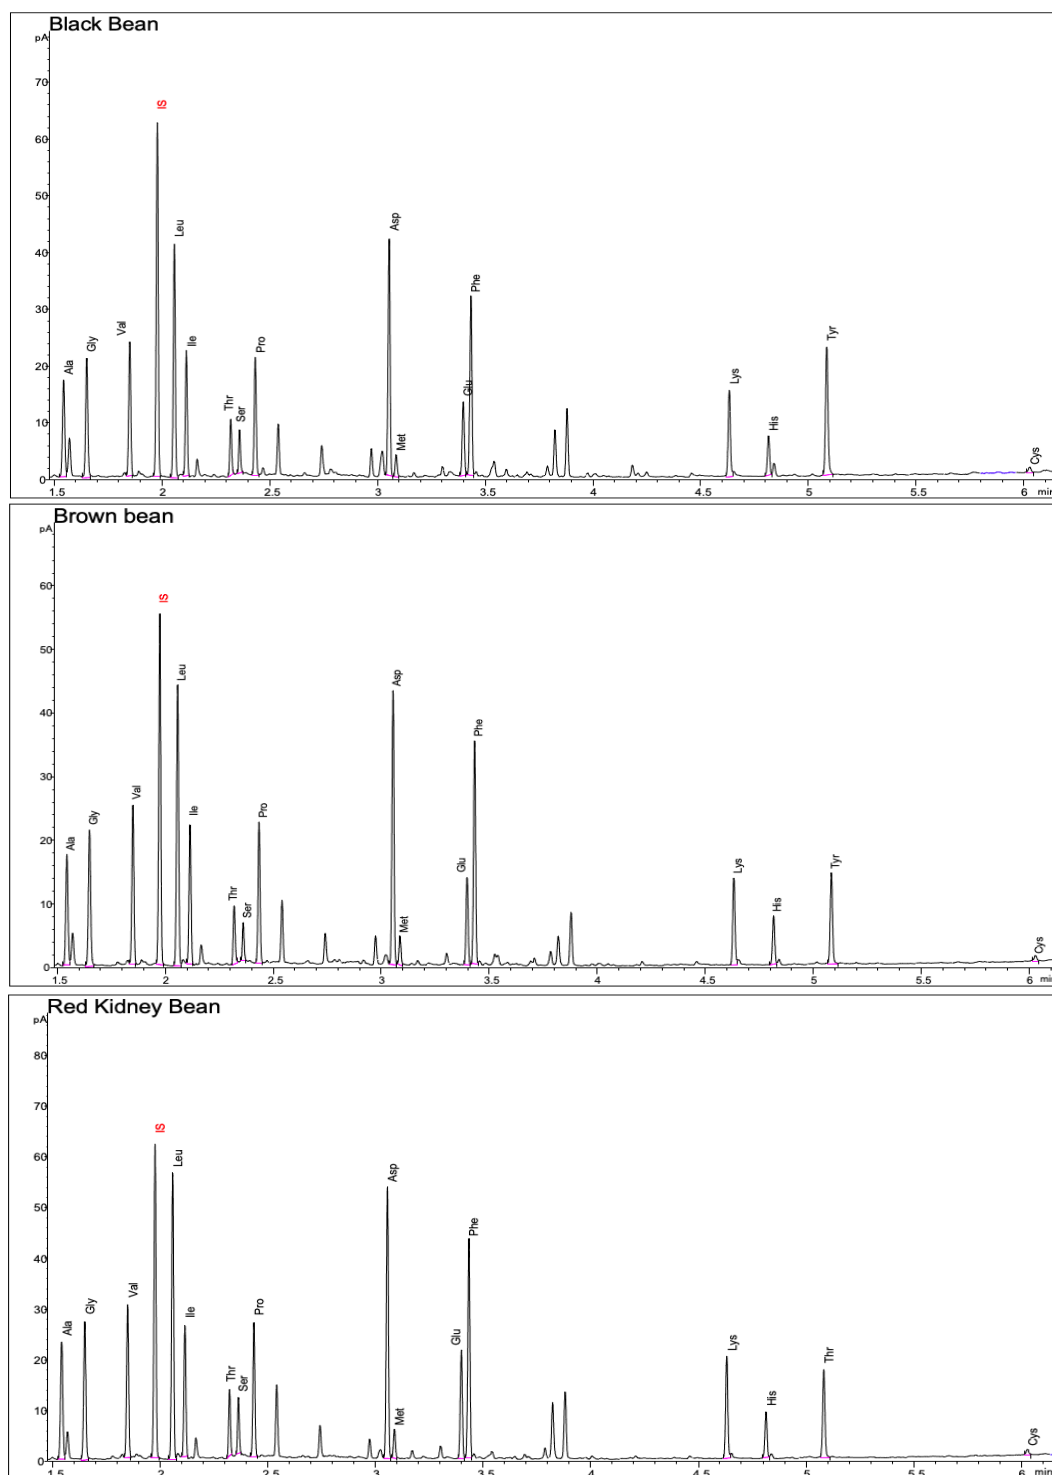 Black Bean
pA
70
60
50
40
30
20
10
0
Ala
Gly
Val
IS
Leu
Ile
Thr
Ser
Pro
Asp
Met
Glu
Phe
Lys
His
Tyr
Cys
1.5 2 2.5 3 3.5 4 4.5 5 5.5 6 min
Brown bean
pA
60
50
40
30
20
10
0
Ala
Gly
Val
IS
Leu
Ile
Thr
Ser
Pro
Asp
Met
Glu
Phe
Lys
His
Tyr
Cys
1.5 2 2.5 3 3.5 4 4.5 5 5.5 6 min
Red Kidney Bean
pA
80
70
60
50
40
30
20
10
0
Ala
Gly
Val
IS
Leu
Ile
Thr
Ser
Pro
Asp
Met
Glu
Phe
Lys
His
Thr
Cys
1.5 2 2.5 3 3.5 4 4.5 5 5.5 6 min